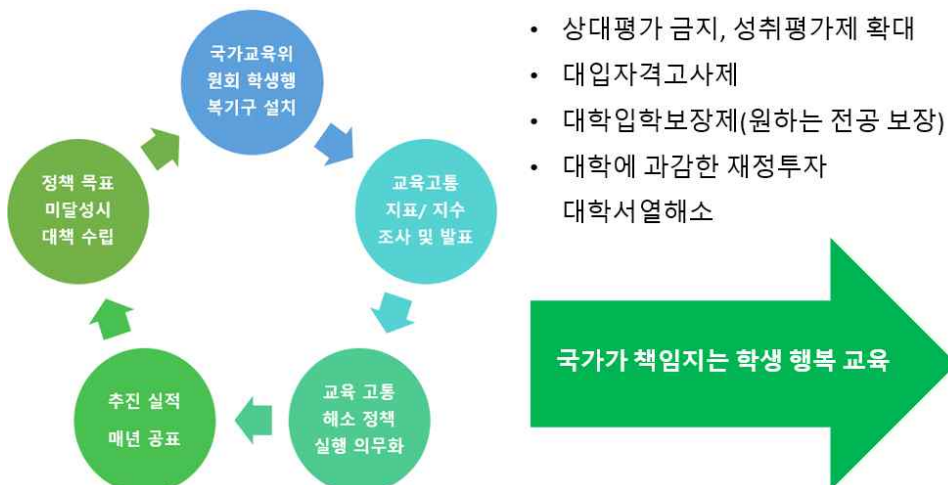 국가교육위
원회 학생행
복기구 설치
교육고통
지표/ 지수
조사 및 발표
교육 고통
해소 정책
실행 의무화
추진 실적
매년 공표
정책 목표
미달성시
대책 수립
• 상대평가 금지, 성취평가제 확대
• 대입자격고사제
• 대학입학보장제(원하는 전공 보장)
• 대학에 과감한 재정투자
대학서열해소
국가가 책임지는 학생 행복 교육